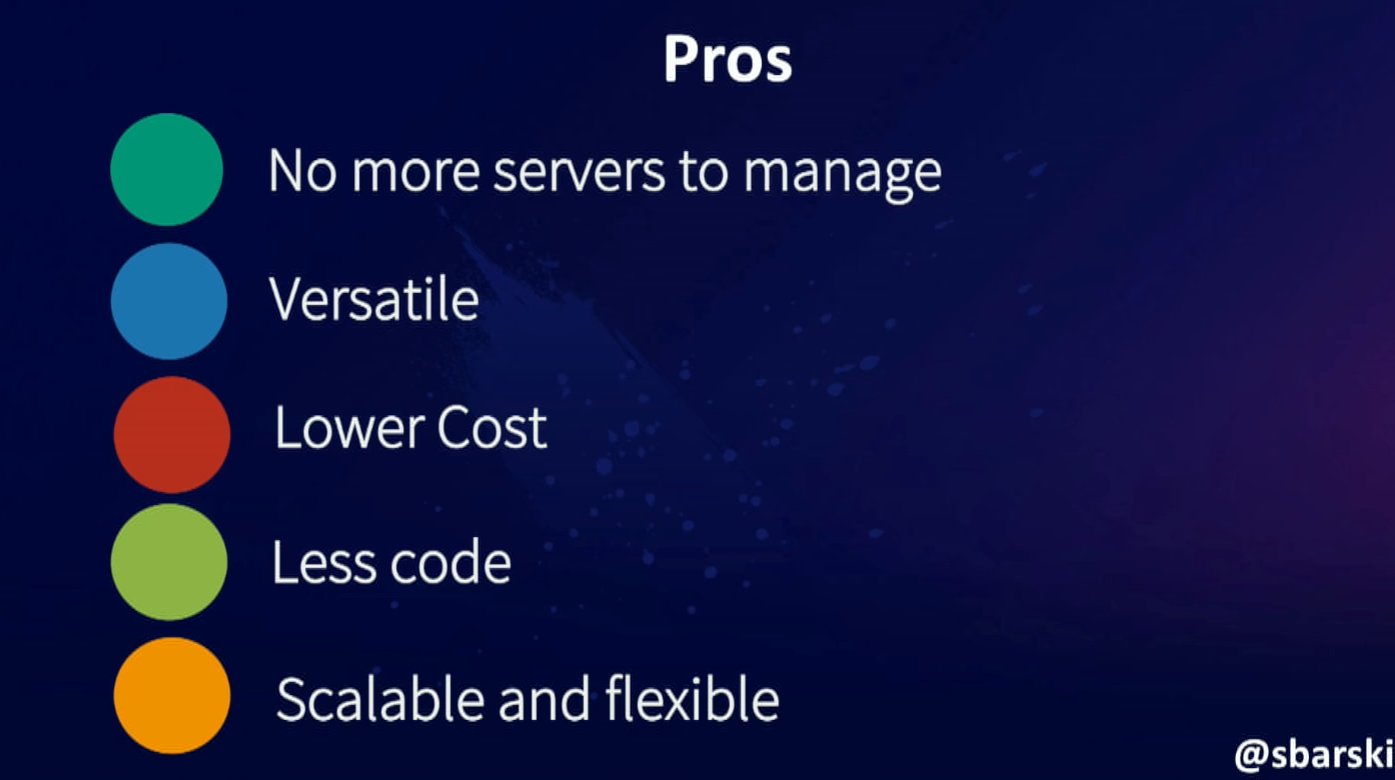 Pros
No more servers to manage
Versatile
Lower Cost
Less code
Scalable and flexible
@sbarski